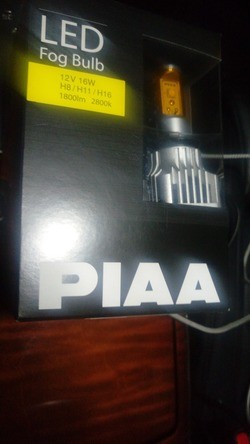 LED
Fog Bulb
12V 16W
H8/H11/H16
1800lm 2800k
PIAA